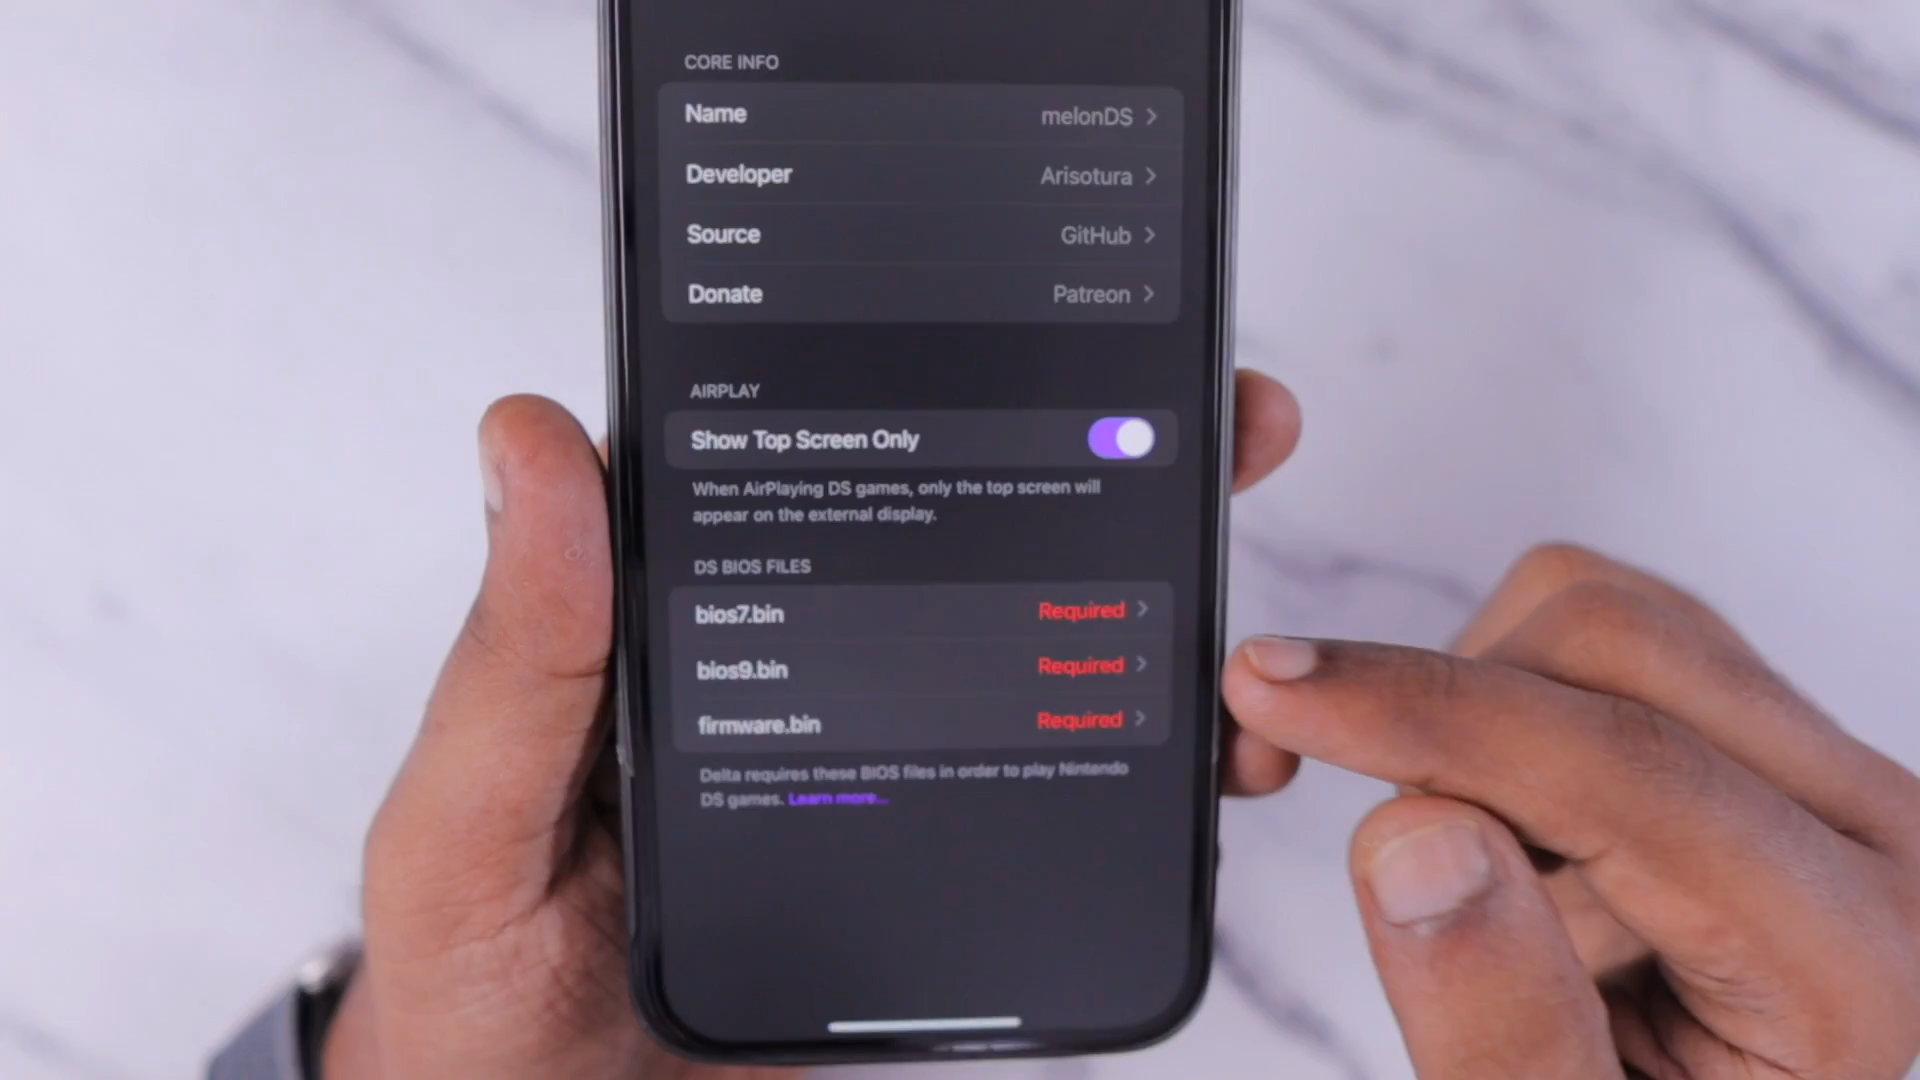 CORE INFO
Name melonDS
Developer Arisotura
Source GitHub
Donate Patreon
AIRPLAY
Show Top Screen Only
When AirPlaying DS games, only the top screen will
appear on the external display.
DS BIOS FILES
bios7.bin Required
bios9.bin Required
firmware.bin Required
Delta requires these BIOS files in order to play Nintendo
DS games. Learn more...